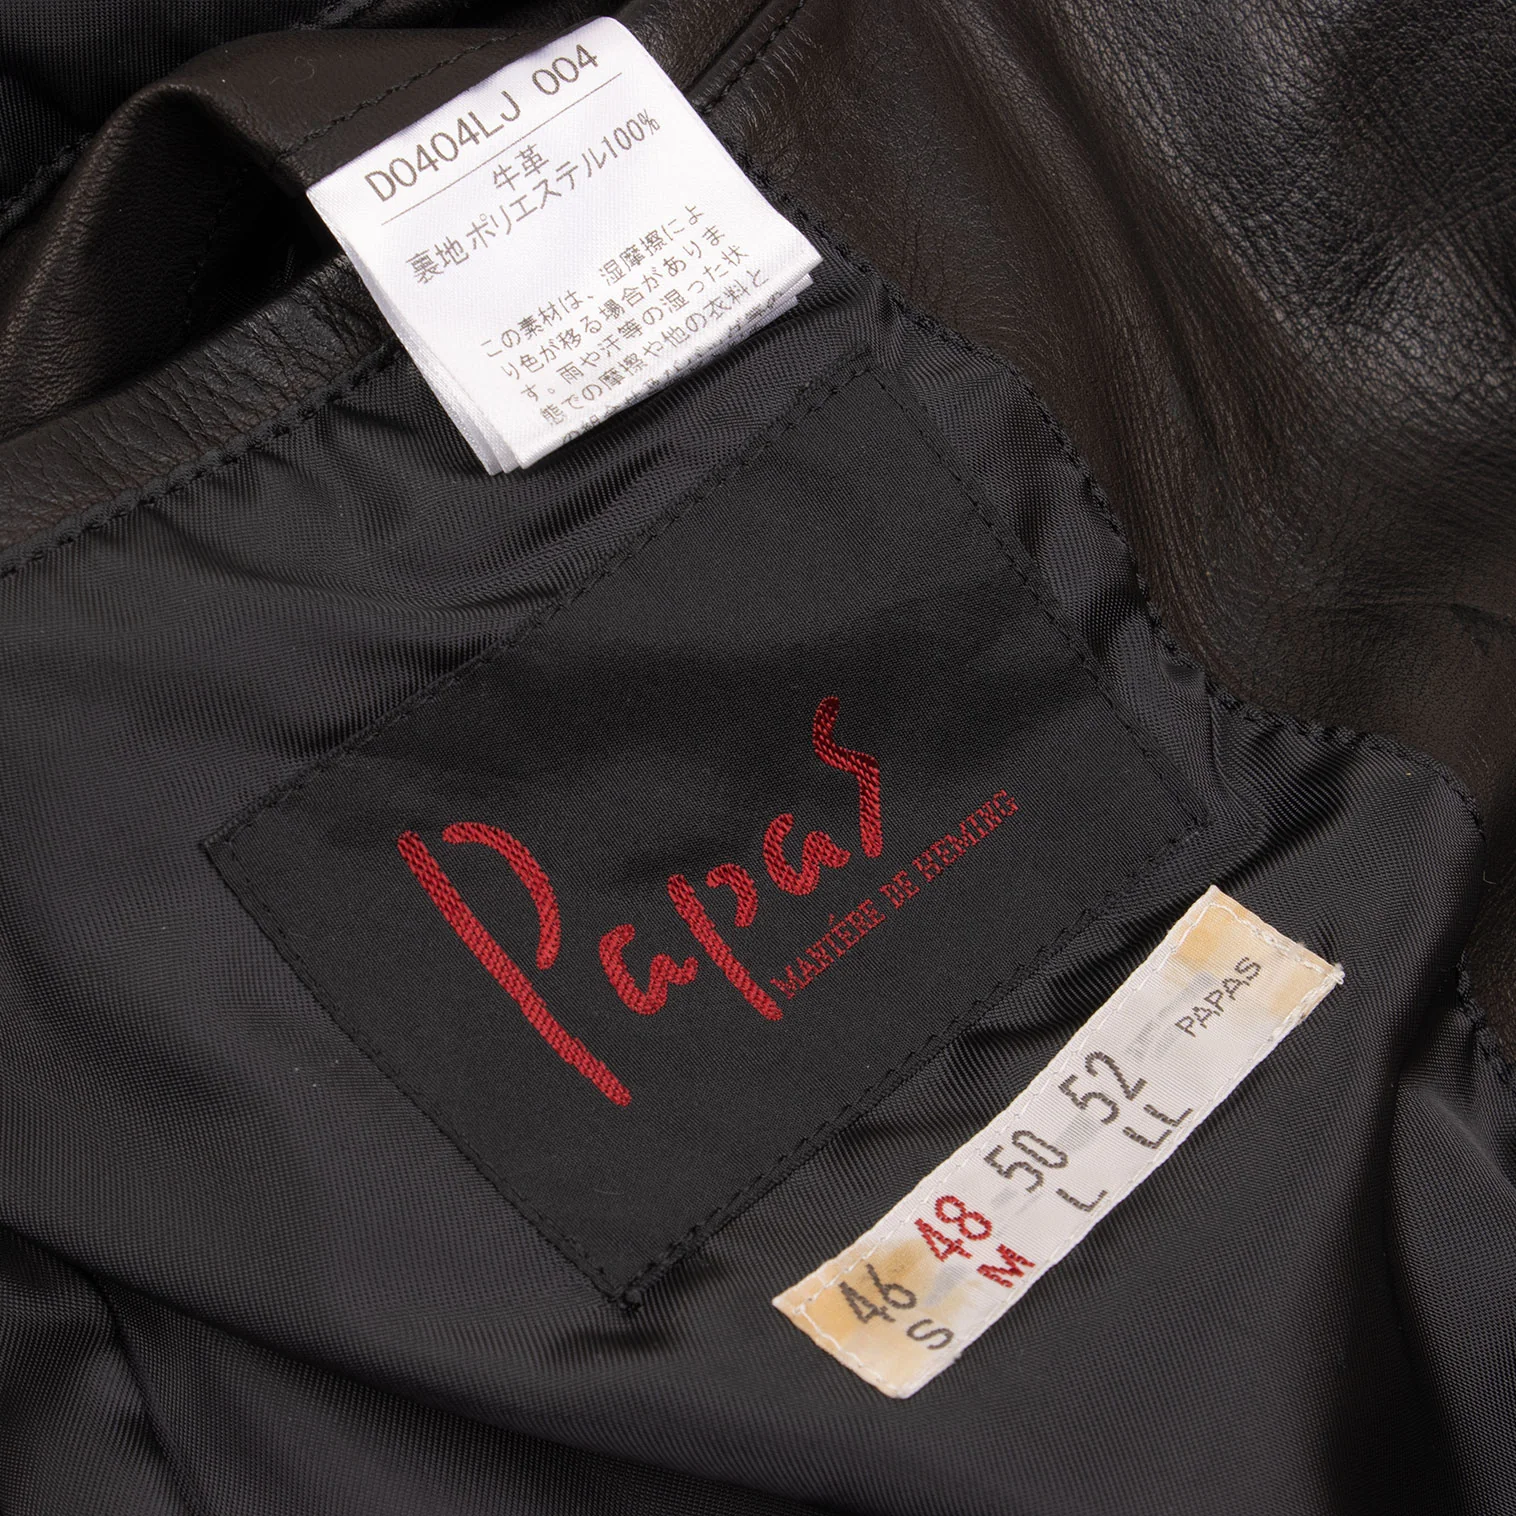 D0404LJ 004
牛革
裏地ポリエステル100%
この素材は、湿摩擦によ
り色が移る場合がありま
す。雨や汗等の湿った状
態での摩擦や他の衣料と
Papas
MANIÉRE DE HEMING
PAPAS
46 48 50 52
S M L LL